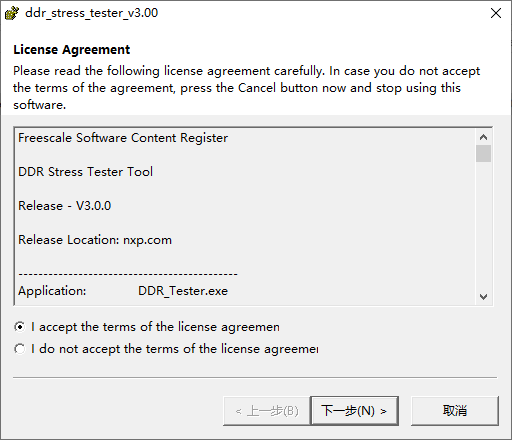 ddr_stress_tester_v3.00
License Agreement
Please read the following license agreement carefully. In case you do not accept
the terms of the agreement, press the Cancel button now and stop using this
software.
Freescale Software Content Register
DDR Stress Tester Tool
Release - V3.0.0
Release Location: nxp.com
--------------------------------------------
Application: DDR_Tester.exe
I accept the terms of the license agreemen
I do not accept the terms of the license agreemer
< 上一步(B)
下一步(N) >
取消